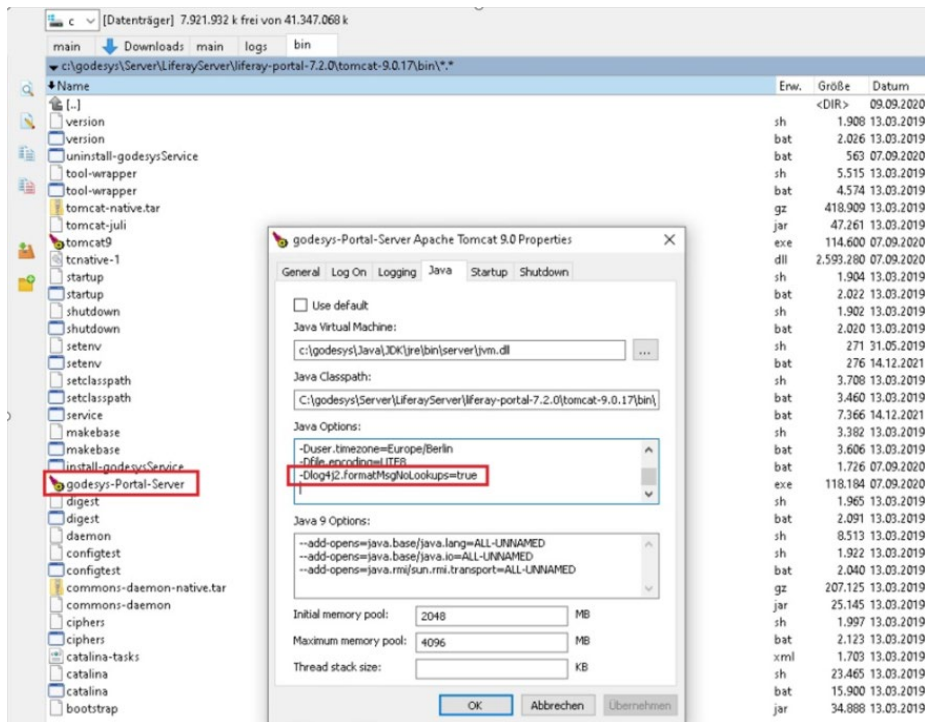 c [Datenträger] 7.921.932 k frei von 41.347.068 k
main Downloads main logs bin
c:\godesys\Server\LiferayServer\liferay-portal-7.2.0\tomcat-9.0.17\bin\*.*
Name Erw. Größe Datum
[..] <DIR> 09.09.2020
version sh 1.908 13.03.2019
version bat 2.026 13.03.2019
uninstall-godesysService bat 563 07.09.2020
tool-wrapper sh 5.515 13.03.2019
tool-wrapper bat 4.574 13.03.2019
tomcat-native.tar gz 418.909 13.03.2019
tomcat-juli jar 47.261 13.03.2019
tomcat9 exe 114.600 07.09.2020
tcnative-1 dll 2.593.280 07.09.2020
startup sh 1.904 13.03.2019
startup bat 2.022 13.03.2019
shutdown sh 1.902 13.03.2019
shutdown bat 2.020 13.03.2019
setenv sh 271 31.05.2019
setenv bat 276 14.12.2021
setclasspath sh 3.708 13.03.2019
setclasspath bat 3.460 13.03.2019
service bat 7.366 14.12.2021
makebase sh 3.382 13.03.2019
makebase bat 3.606 13.03.2019
install-godesysService bat 1.726 07.09.2020
godesys-Portal-Server exe 118.184 07.09.2020
digest sh 1.965 13.03.2019
digest bat 2.091 13.03.2019
daemon sh 8.513 13.03.2019
configtest sh 1.922 13.03.2019
configtest bat 2.040 13.03.2019
commons-daemon-native.tar gz 207.125 13.03.2019
commons-daemon jar 25.145 13.03.2019
ciphers sh 1.997 13.03.2019
ciphers bat 2.123 13.03.2019
catalina-tasks xml 1.703 13.03.2019
catalina sh 23.465 13.03.2019
catalina bat 15.900 13.03.2019
bootstrap jar 34.888 13.03.2019
godesys-Portal-Server Apache Tomcat 9.0 Properties
General Log On Logging Java Startup Shutdown
Use default
Java Virtual Machine:
c:\godesys\Java\JDK\jre\bin\server\jvm.dll ...
Java Classpath:
C:\godesys\Server\LiferayServer\liferay-portal-7.2.0\tomcat-9.0.17\bin\
Java Options:
-Duser.timezone=Europe/Berlin
-Dfile.encoding=UTF8
-Dlog4j2.formatMsgNoLookups=true
Java 9 Options:
--add-opens=java.base/java.lang=ALL-UNNAMED
--add-opens=java.base/java.io=ALL-UNNAMED
--add-opens=java.rmi/sun.rmi.transport=ALL-UNNAMED
Initial memory pool: 2048 MB
Maximum memory pool: 4096 MB
Thread stack size: KB
OK Abbrechen Übernehmen